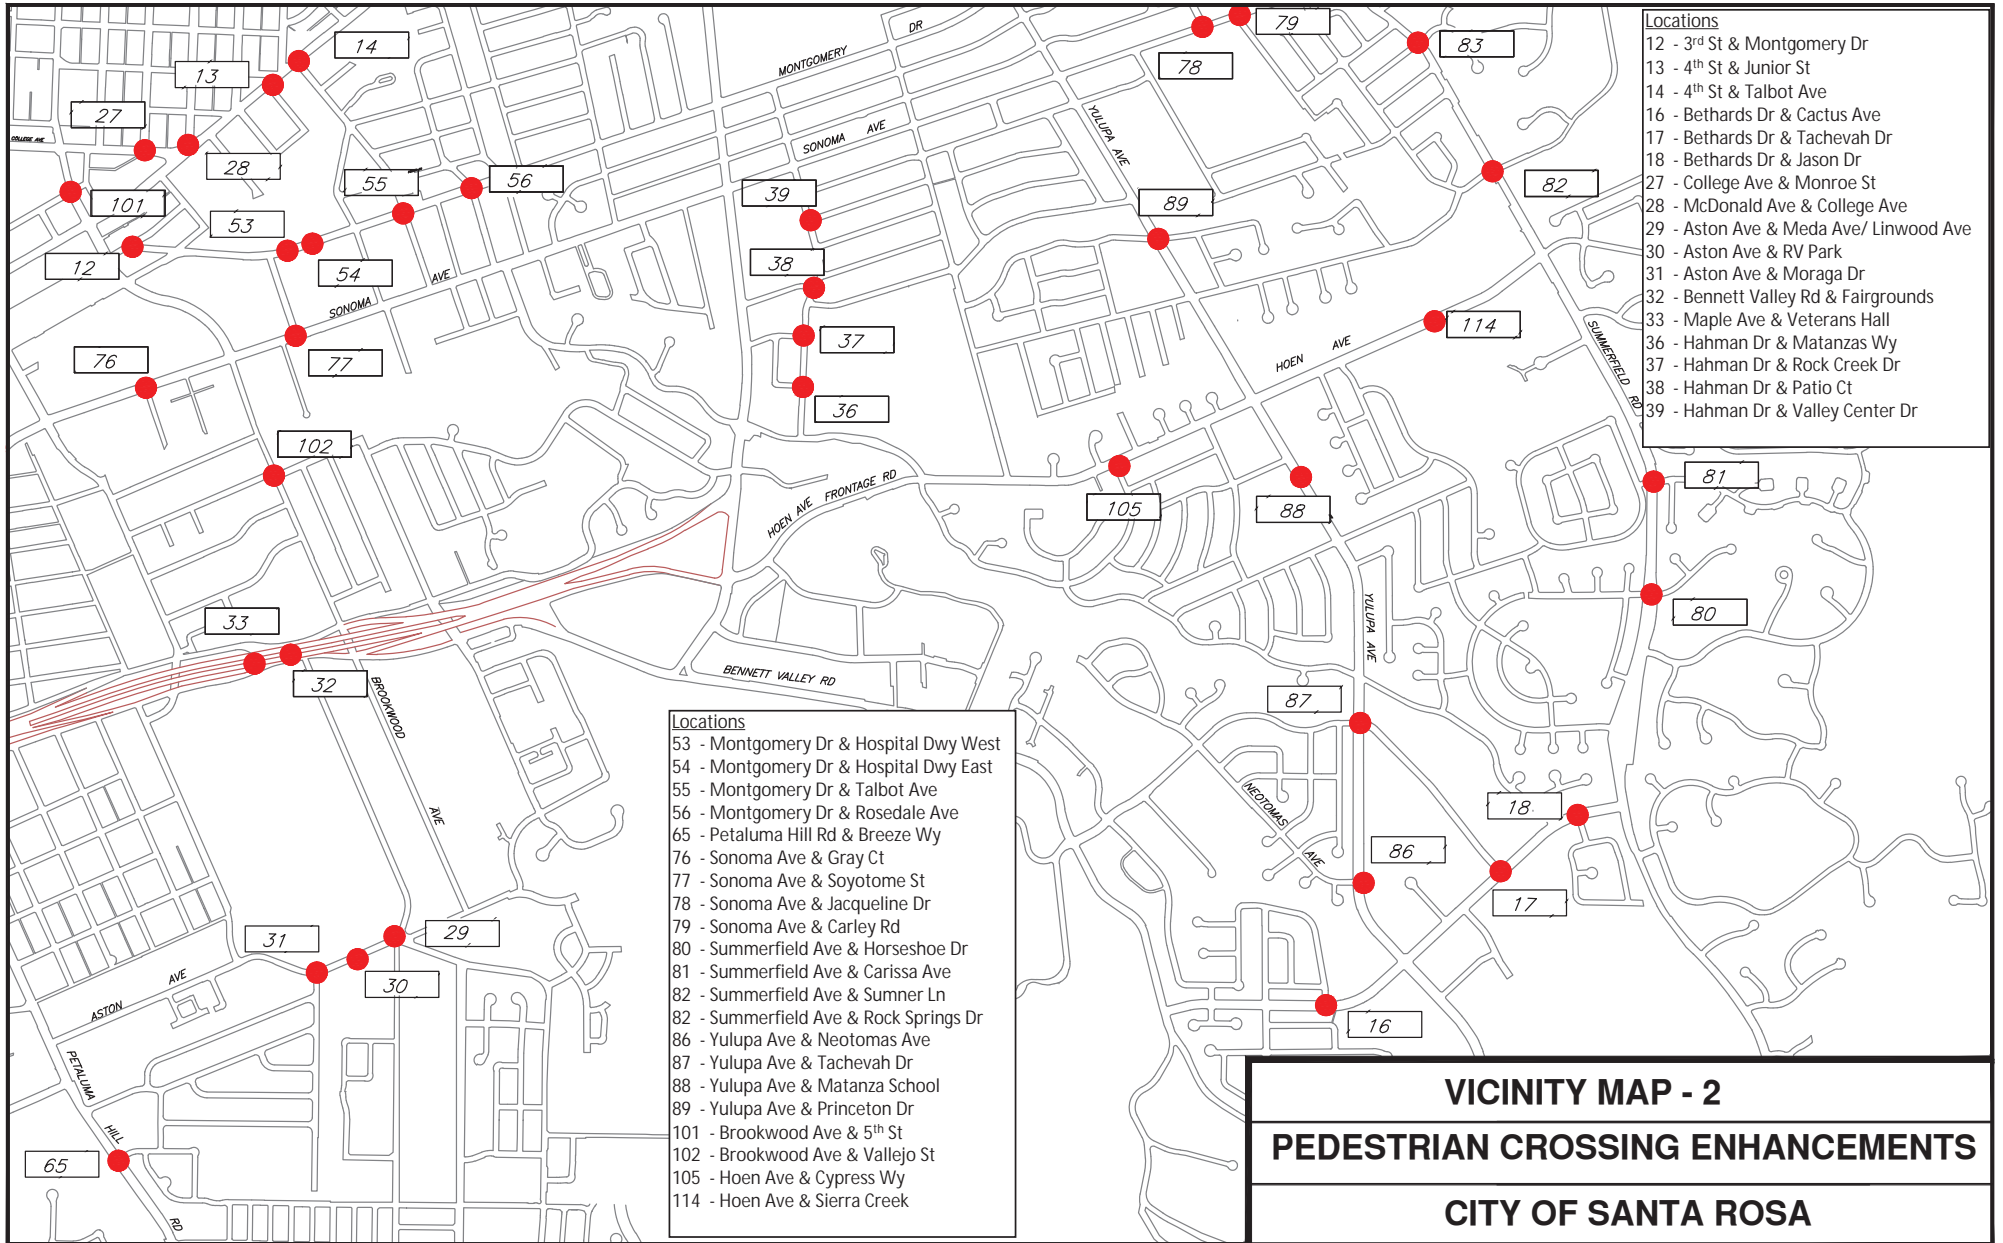 14
79
83
13
78
27
28
55
56
82
101
39
89
53
38
12
54
114
76
77
37
36
102
81
105
88
33
80
32
87
18
86
17
31
29
30
16
65
COLLEGE AVE
MONTGOMERY DR
SONOMA AVE
YULUPA AVE
SONOMA AVE
HOEN AVE
SUMMERFIELD RD
HOEN AVE FRONTAGE RD
YULUPA AVE
BENNETT VALLEY RD
BROOKWOOD AVE
NEOTOMAS AVE
ASTON AVE
PETALUMA HILL RD
Locations
12 - 3rd St & Montgomery Dr
13 - 4th St & Junior St
14 - 4th St & Talbot Ave
16 - Bethards Dr & Cactus Ave
17 - Bethards Dr & Tachevah Dr
18 - Bethards Dr & Jason Dr
27 - College Ave & Monroe St
28 - McDonald Ave & College Ave
29 - Aston Ave & Meda Ave/ Linwood Ave
30 - Aston Ave & RV Park
31 - Aston Ave & Moraga Dr
32 - Bennett Valley Rd & Fairgrounds
33 - Maple Ave & Veterans Hall
36 - Hahman Dr & Matanzas Wy
37 - Hahman Dr & Rock Creek Dr
38 - Hahman Dr & Patio Ct
39 - Hahman Dr & Valley Center Dr
Locations
53 - Montgomery Dr & Hospital Dwy West
54 - Montgomery Dr & Hospital Dwy East
55 - Montgomery Dr & Talbot Ave
56 - Montgomery Dr & Rosedale Ave
65 - Petaluma Hill Rd & Breeze Wy
76 - Sonoma Ave & Gray Ct
77 - Sonoma Ave & Soyotome St
78 - Sonoma Ave & Jacqueline Dr
79 - Sonoma Ave & Carley Rd
80 - Summerfield Ave & Horseshoe Dr
81 - Summerfield Ave & Carissa Ave
82 - Summerfield Ave & Sumner Ln
82 - Summerfield Ave & Rock Springs Dr
86 - Yulupa Ave & Neotomas Ave
87 - Yulupa Ave & Tachevah Dr
88 - Yulupa Ave & Matanza School
89 - Yulupa Ave & Princeton Dr
101 - Brookwood Ave & 5th St
102 - Brookwood Ave & Vallejo St
105 - Hoen Ave & Cypress Wy
114 - Hoen Ave & Sierra Creek
VICINITY MAP - 2
PEDESTRIAN CROSSING ENHANCEMENTS
CITY OF SANTA ROSA